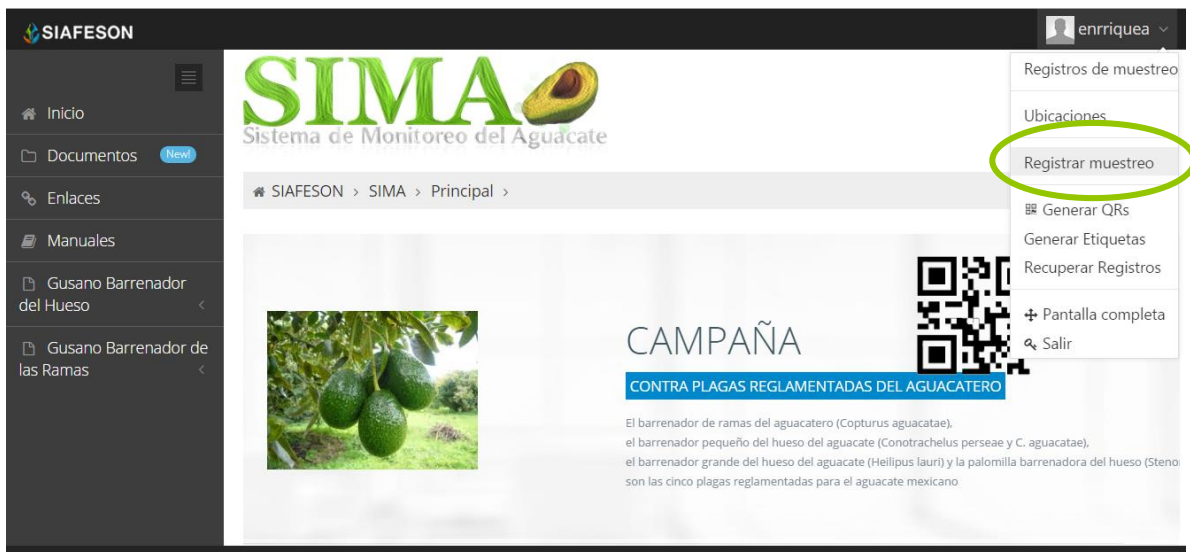 SIAFESON
enrriquea
Inicio
Documentos New!
Enlaces
Manuales
Gusano Barrenador
del Hueso
Gusano Barrenador de
las Ramas
SIMA
Sistema de Monitoreo del Aguacate
SIAFESON > SIMA > Principal >
Registros de muestreo
Ubicaciones
Registrar muestreo
Generar QRs
Generar Etiquetas
Recuperar Registros
Pantalla completa
Salir
CAMPAÑA
CONTRA PLAGAS REGLAMENTADAS DEL AGUACATERO
El barrenador de ramas del aguacatero (Copturus aguacatae),
el barrenador pequeño del hueso del aguacate (Conotrachelus perseae y C. aguacatae),
el barrenador grande del hueso del aguacate (Heilipus lauri) y la palomilla barrenadora del hueso (Steno
son las cinco plagas reglamentadas para el aguacate mexicano